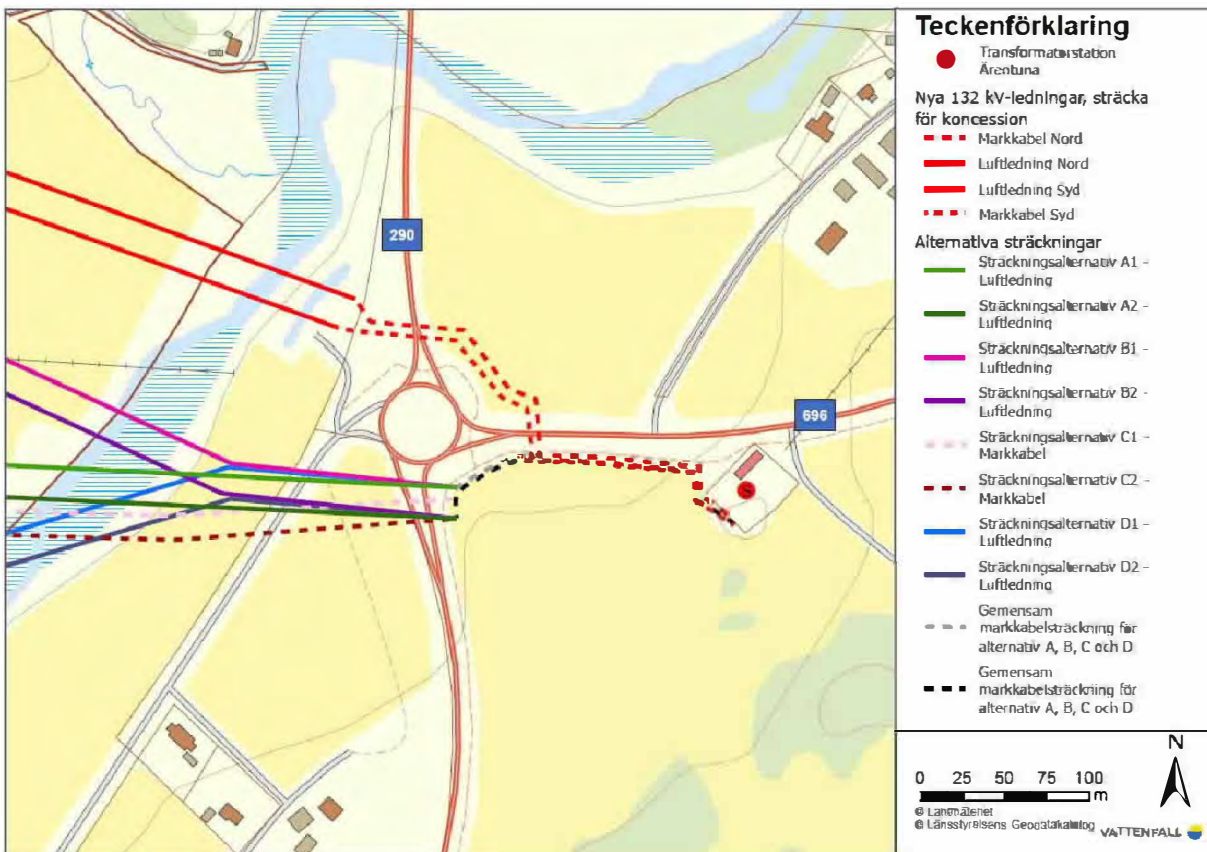 290
696
S
Teckenförklaring
Transformatorstation
Ärentuna
Nya 132 kV-ledningar, sträcka
för koncession
Markkabel Nord
Luftledning Nord
Luftledning Syd
Markkabel Syd
Alternativa sträckningar
Sträckningsalternativ A1 -
Luftledning
Sträckningsalternativ A2 -
Luftledning
Sträckningsalternativ B1 -
Luftledning
Sträckningsalternativ B2 -
Luftledning
Sträckningsalternativ C1 -
Markkabel
Sträckningsalternativ C2 -
Markkabel
Sträckningsalternativ D1 -
Luftledning
Sträckningsalternativ D2 -
Luftledning
Gemensam
markkabelsträckning för
alternativ A, B, C och D
Gemensam
markkabelsträckning för
alternativ A, B, C och D
N
0 25 50 75 100
m
© Lantmäteriet
© Länsstyrelsens Geodatakatalog
VATTENFALL